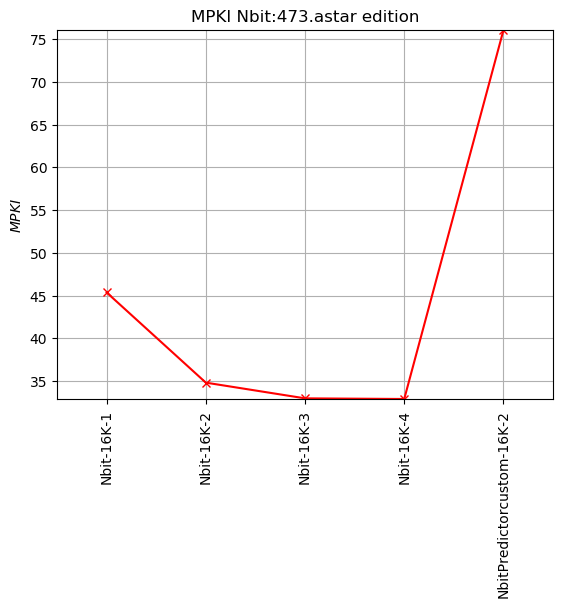 MPKI Nbit:473.astar edition
75
70
65
60
55
50
45
40
35
MPKI
Nbit-16K-1
Nbit-16K-2
Nbit-16K-3
Nbit-16K-4
NbitPredictorcustom-16K-2